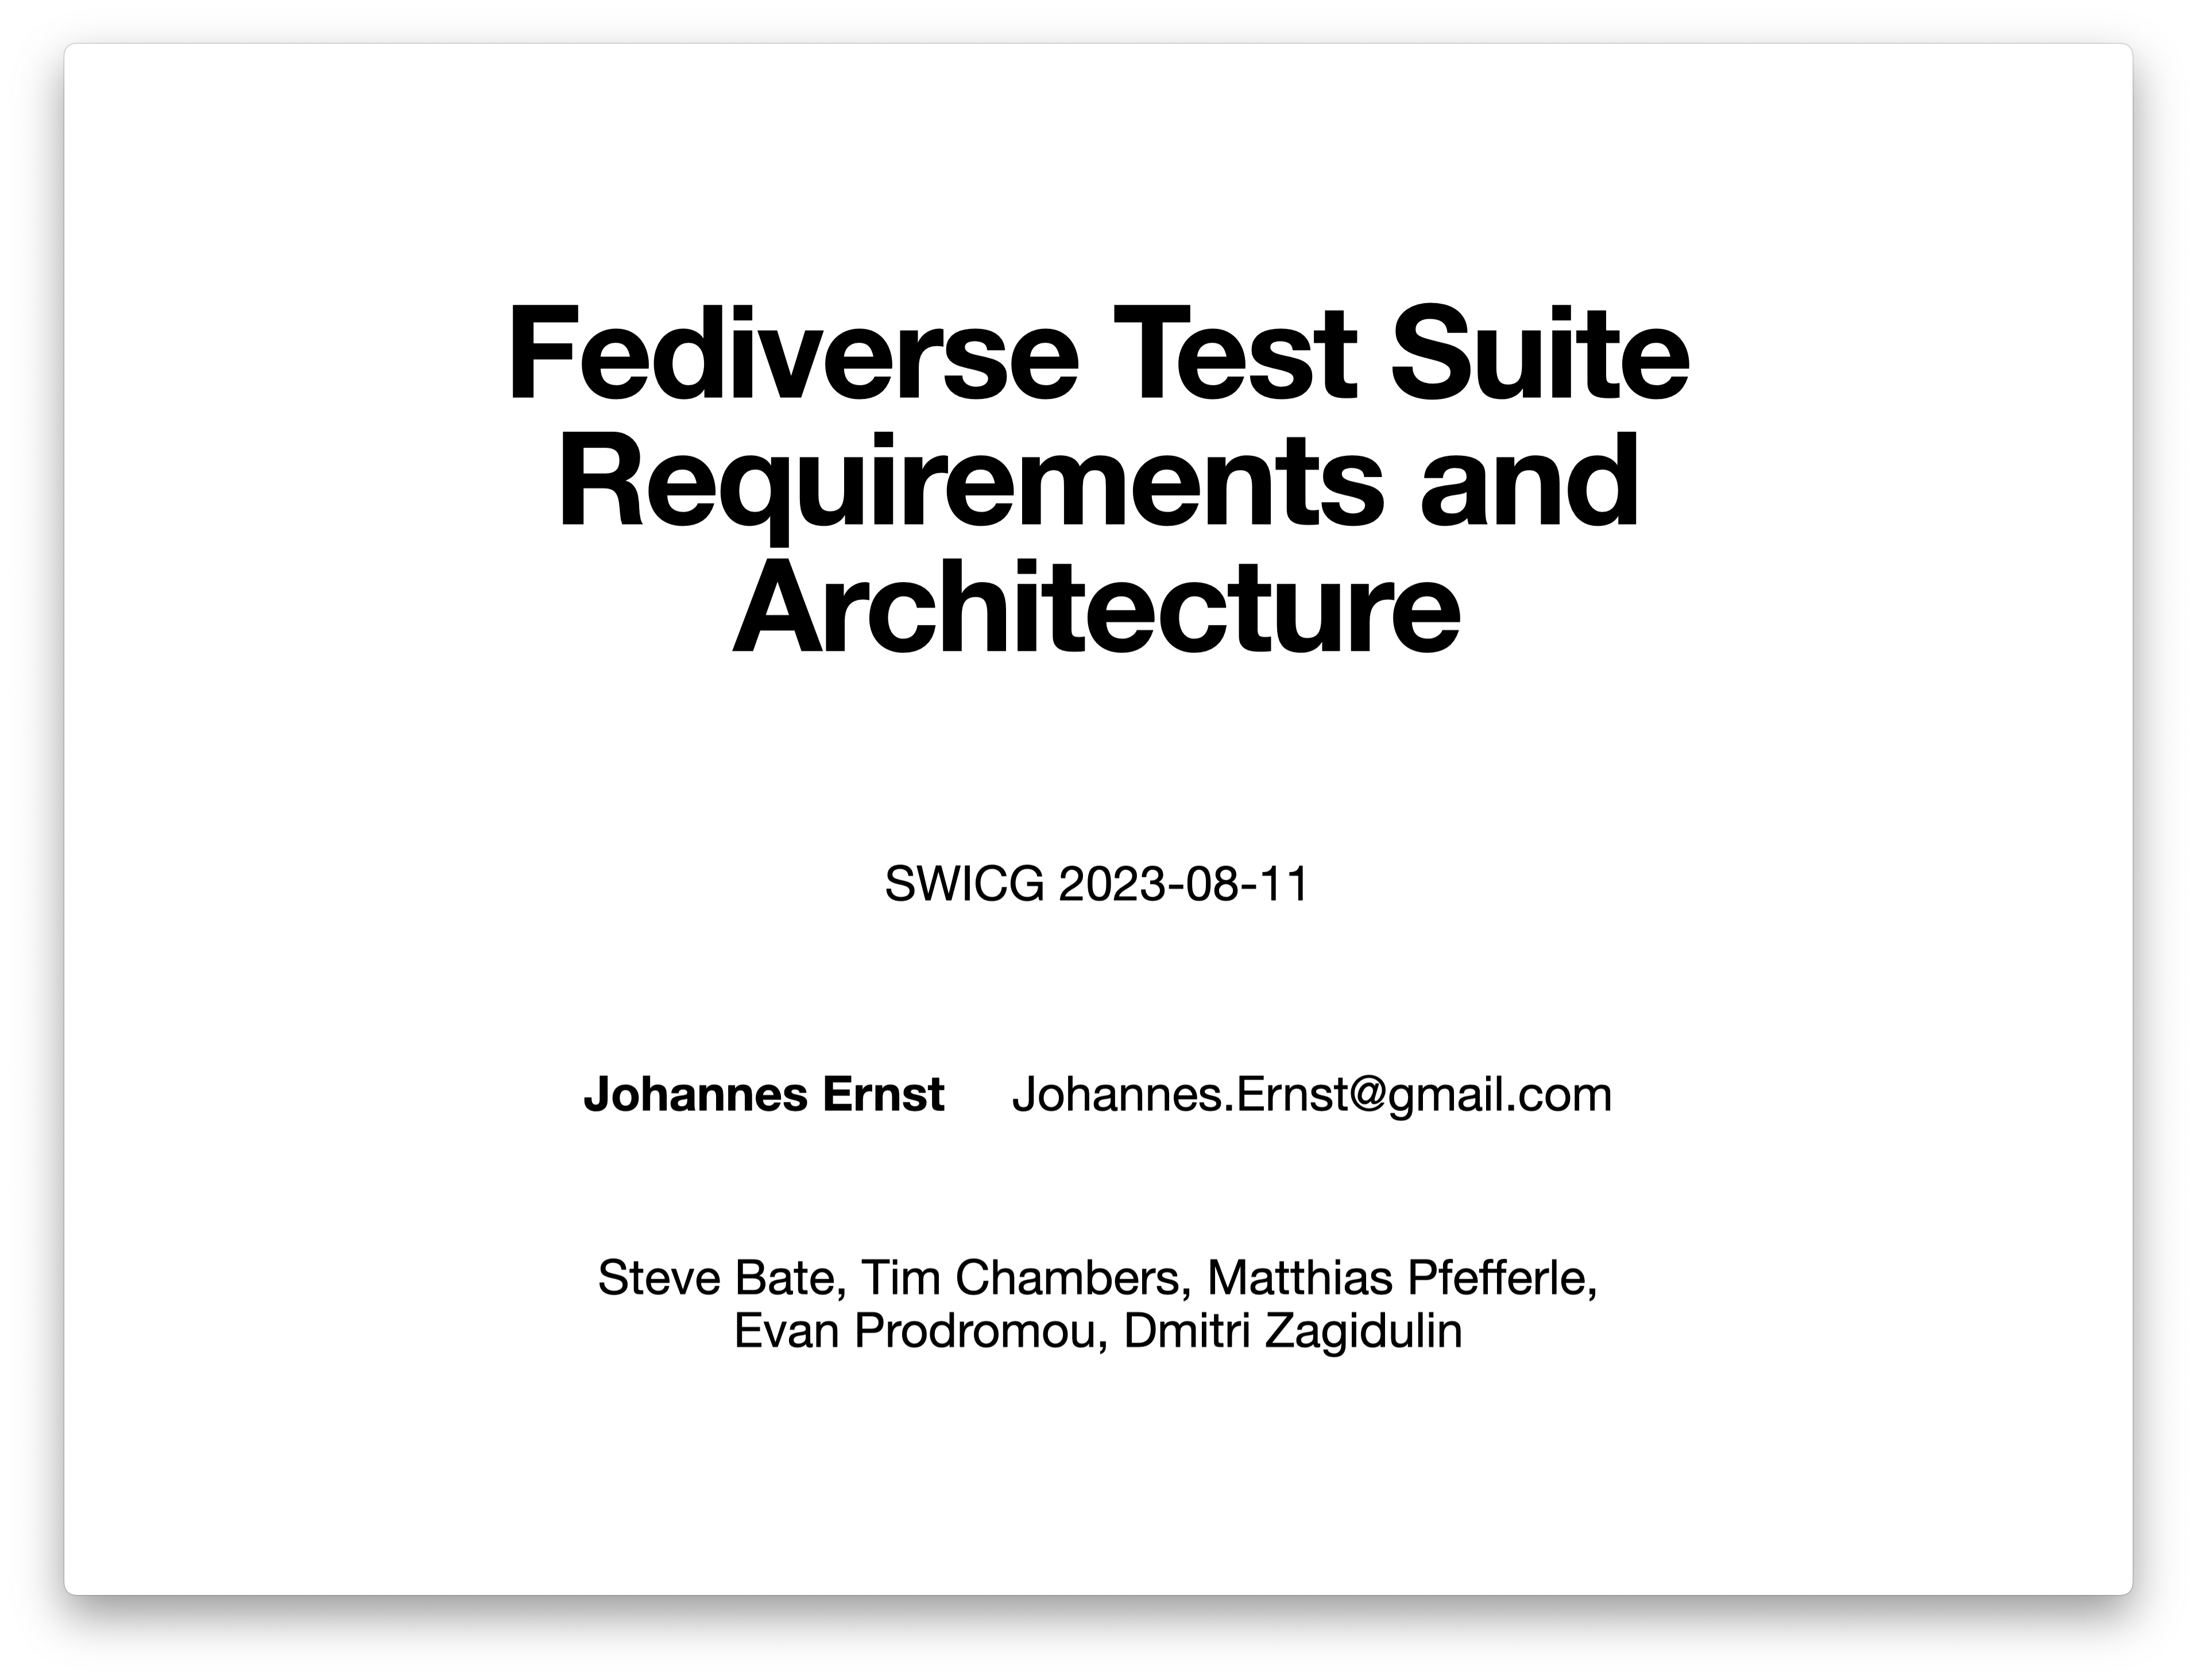 Fediverse Test Suite
Requirements and
Architecture
SWICG 2023-08-11
Johannes Ernst Johannes.Ernst@gmail.com
Steve Bate, Tim Chambers, Matthias Pfefferle,
Evan Prodromou, Dmitri Zagidulin